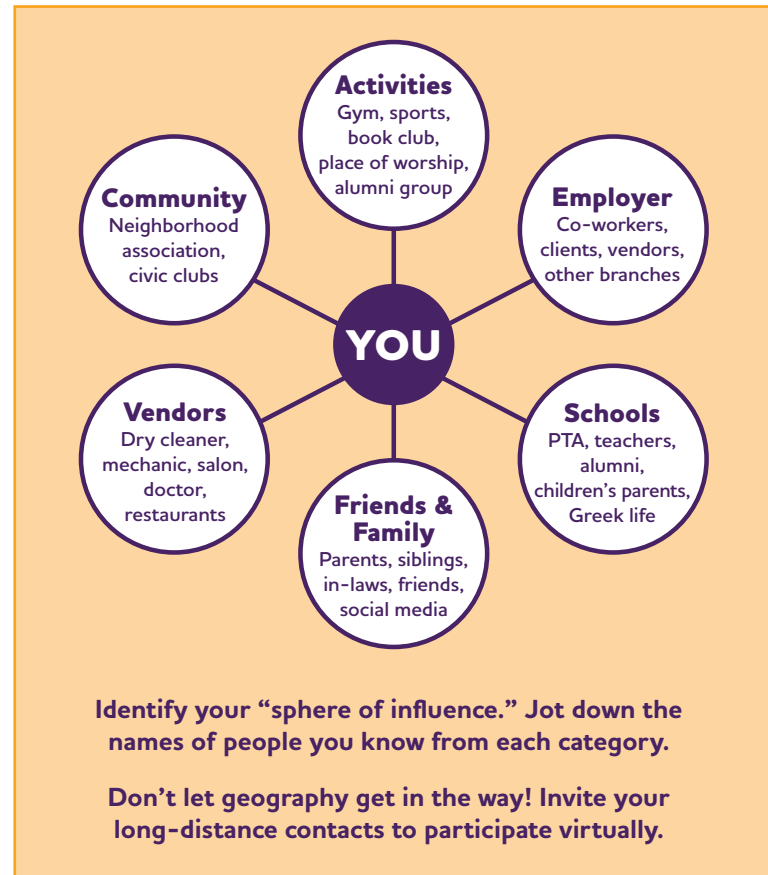 Activities
Gym, sports,
book club,
place of worship,
alumni group
Community
Neighborhood
association,
civic clubs
Employer
Co-workers,
clients, vendors,
other branches
YOU
Vendors
Dry cleaner,
mechanic, salon,
doctor,
restaurants
Schools
PTA, teachers,
alumni,
children’s parents,
Greek life
Friends &
Family
Parents, siblings,
in-laws, friends,
social media
Identify your “sphere of influence.” Jot down the
names of people you know from each category.
Don’t let geography get in the way! Invite your
long-distance contacts to participate virtually.